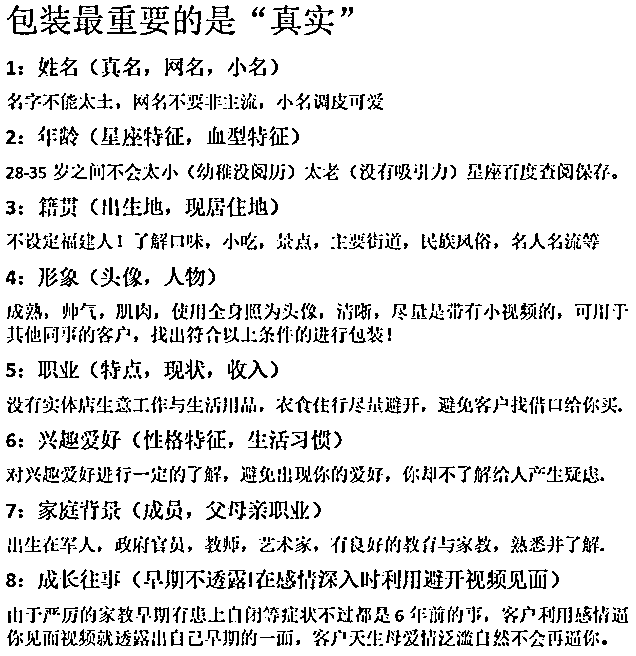 包装最重要的是“真实”
1：姓名（真名，网名，小名）
名字不能太土，网名不要非主流，小名调皮可爱
2：年龄（星座特征，血型特征）
28-35 岁之间不会太小（幼稚没阅历）太老（没有吸引力）星座百度查阅保存。
3：籍贯（出生地，现居住地）
不设定福建人！了解口味，小吃，景点，主要街道，民族风俗，名人名流等
4：形象（头像，人物）
成熟，帅气，肌肉，使用全身照为头像，清晰，尽量是带有小视频的，可用于
其他同事的客户，找出符合以上条件的进行包装！
5：职业（特点，现状，收入）
没有实体店生意工作与生活用品，衣食住行尽量避开，避免客户找借口给你买.
6：兴趣爱好（性格特征，生活习惯）
对兴趣爱好进行一定的了解，避免出现你的爱好，你却不了解给人产生疑虑.
7：家庭背景（成员，父母亲职业）
出生在军人，政府官员，教师，艺术家，有良好的教育与家教，熟悉并了解.
8：成长往事（早期不透露!在感情深入时利用避开视频见面）
由于严厉的家教早期有患上自闭等症状不过都是 6 年前的事，客户利用感情逼
你见面视频就透露出自己早期的一面，客户天生母爱情泛滥自然不会再逼你。